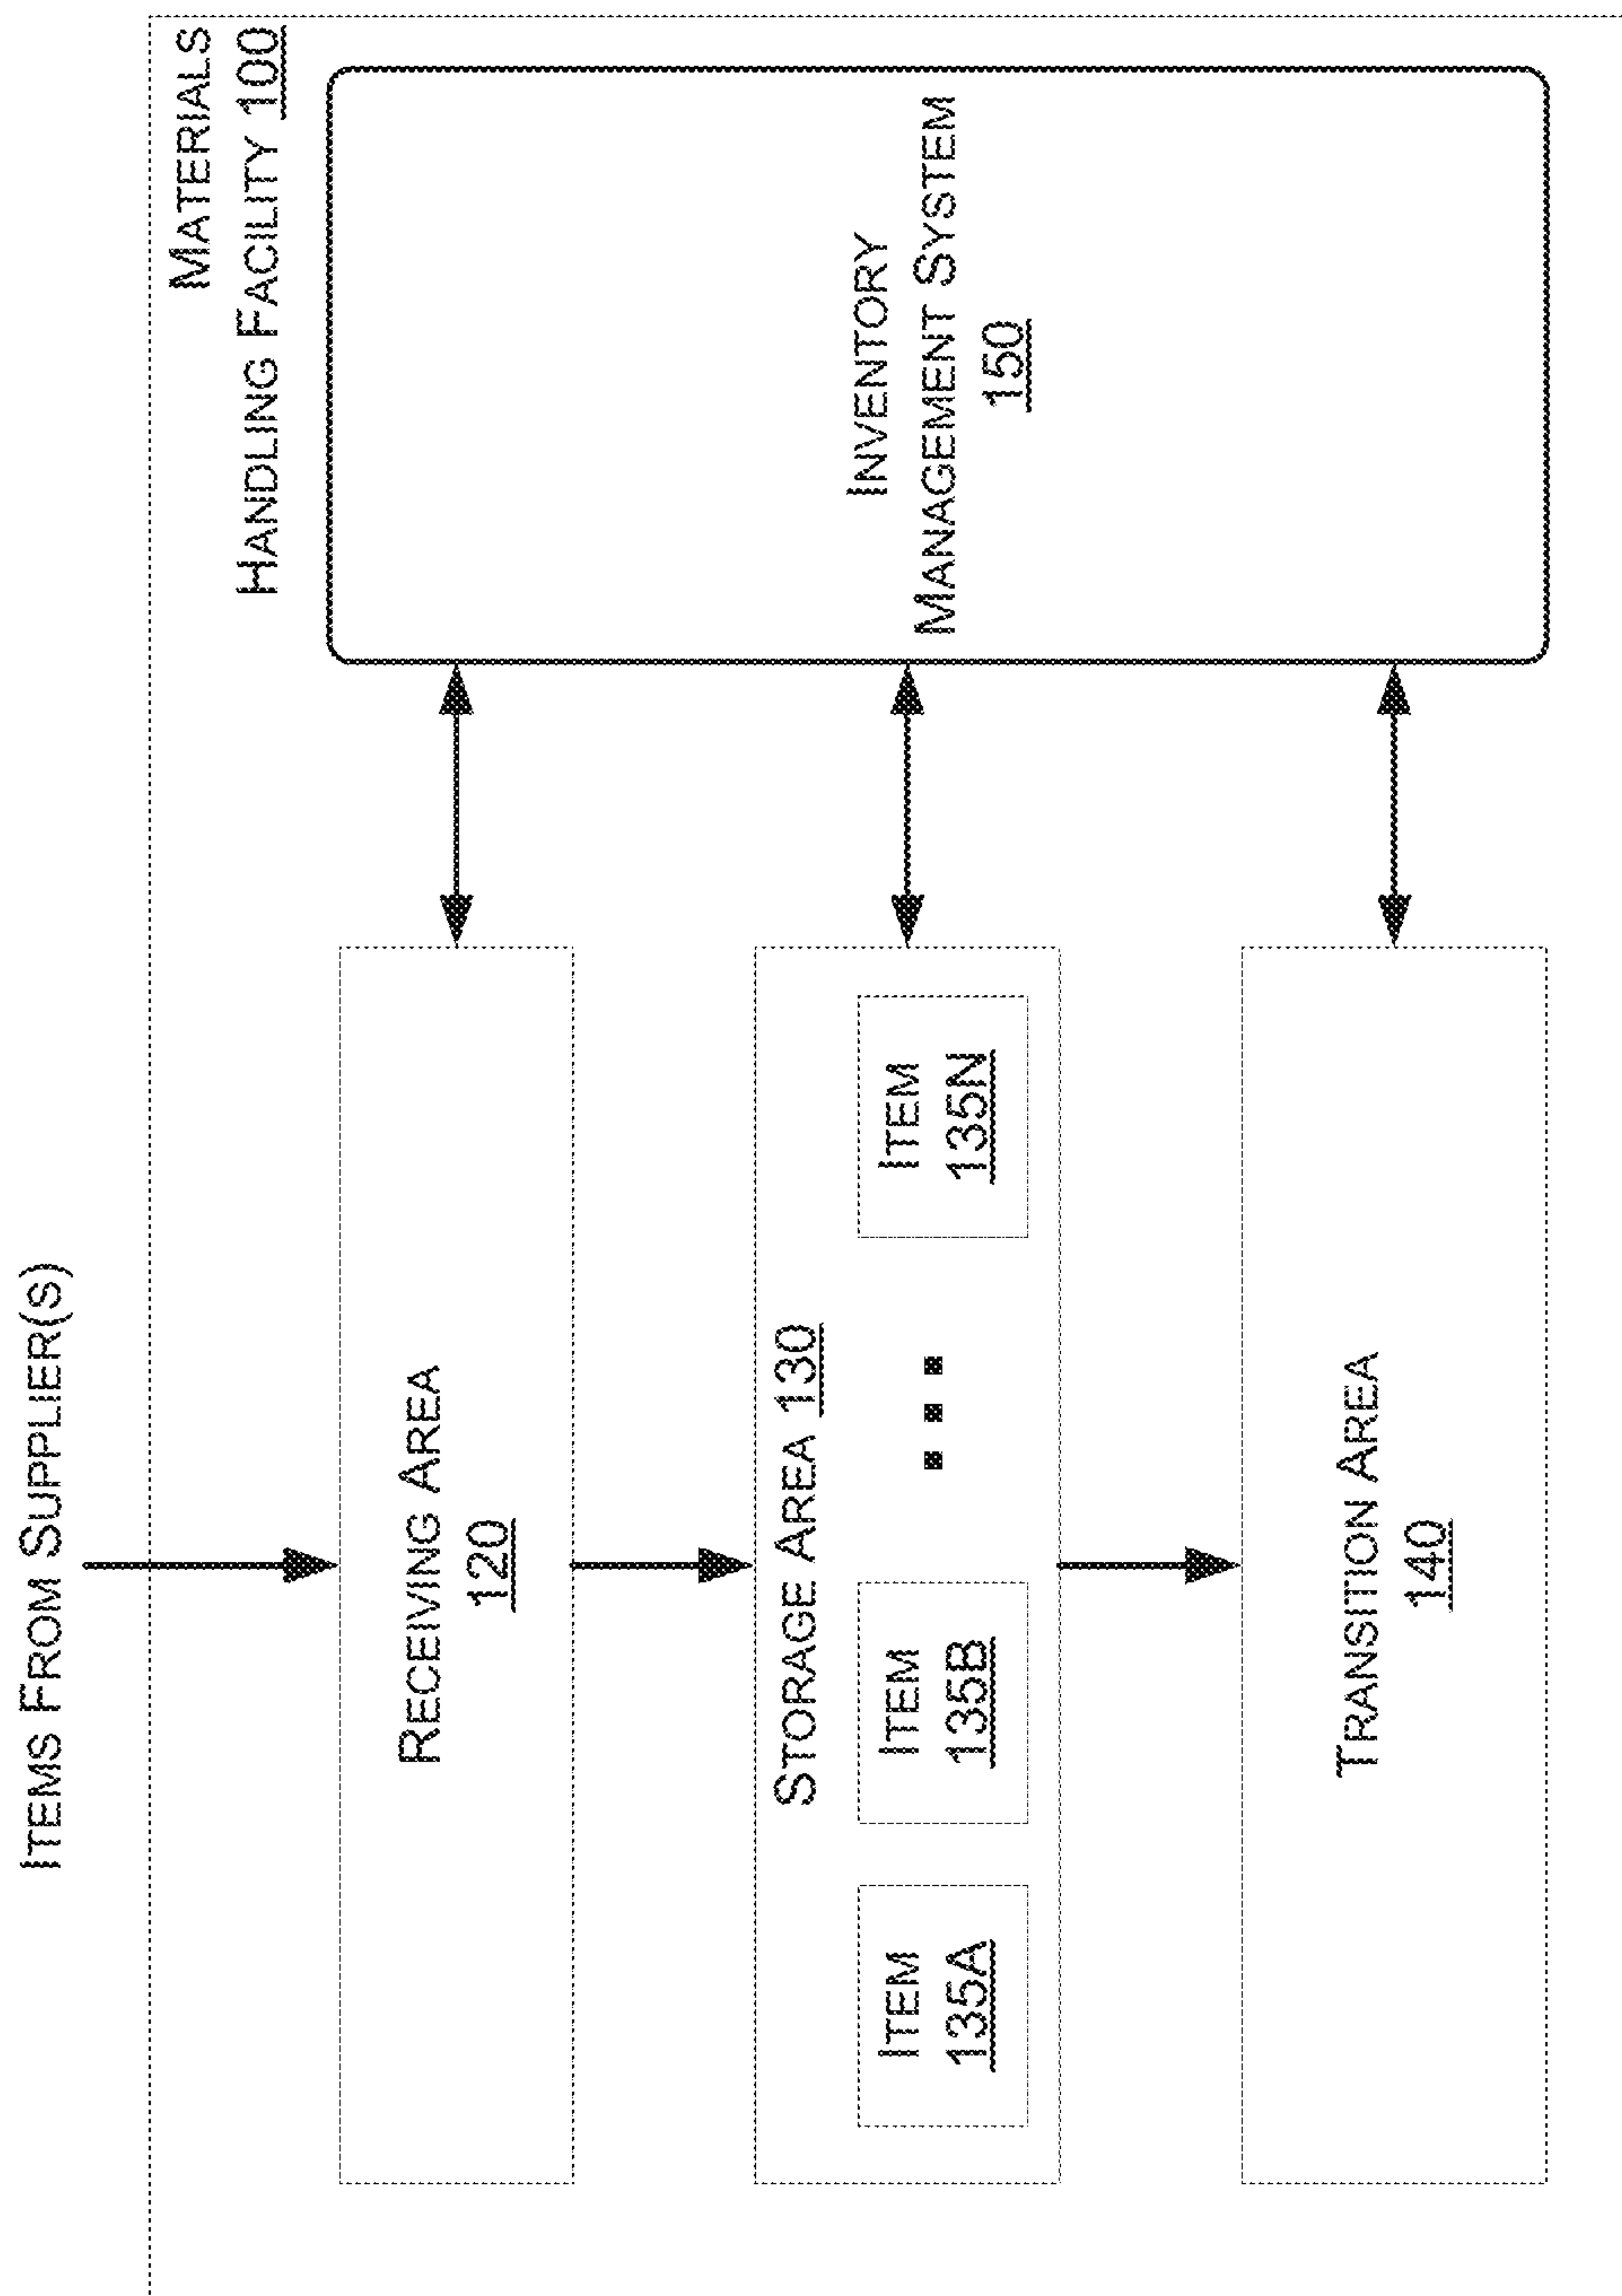 ITEMS FROM SUPPLIER(S)
MATERIALS
HANDLING FACILITY 100
RECEIVING AREA
120
STORAGE AREA 130
ITEM
135A
ITEM
135B
...
ITEM
135N
TRANSITION AREA
140
INVENTORY
MANAGEMENT SYSTEM
150